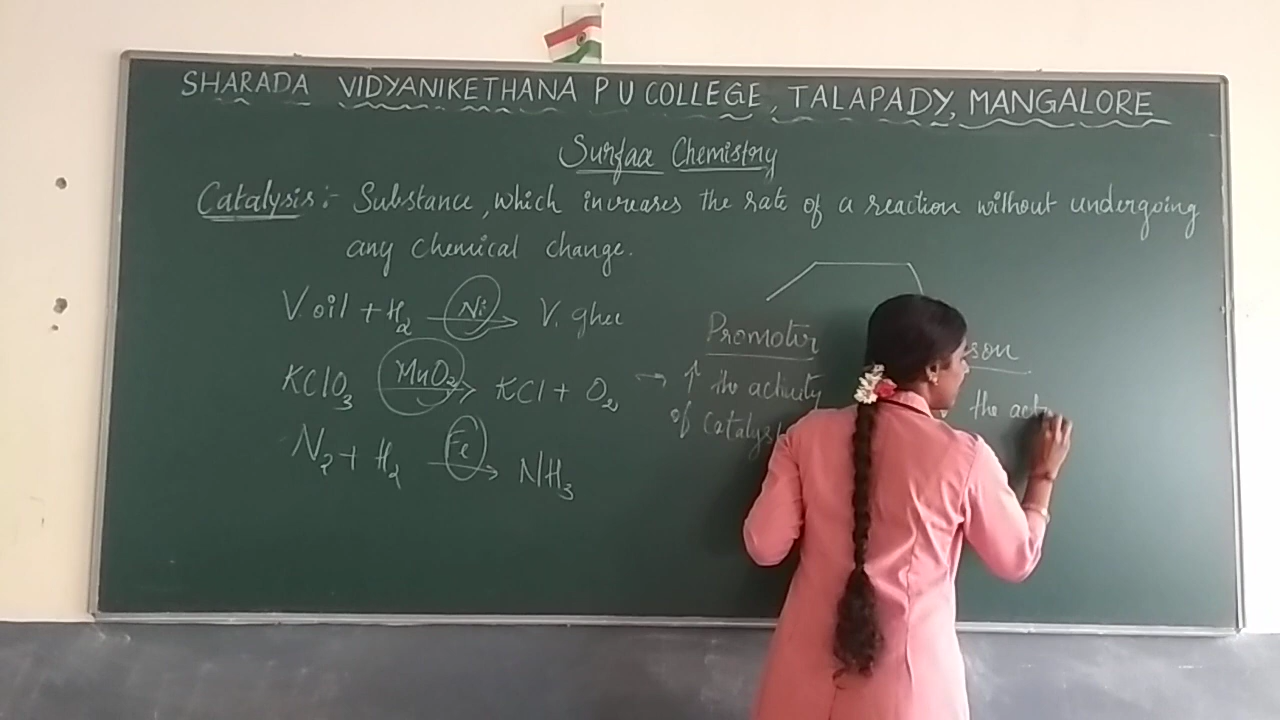 SHARADA VIDYANIKETHANA P U COLLEGE, TALAPADY, MANGALORE
Surface Chemistry
Catalysis :- Substance, which increases the rate of a reaction without undergoing
any chemical change.
V oil + H₂ Ni → V. ghee
KClO₃ MnO₂ → KCl + O₂
N₂ + H₂ Fe → NH₃
Promoter
→ ↑ the activity
of Catalyst
son
the act